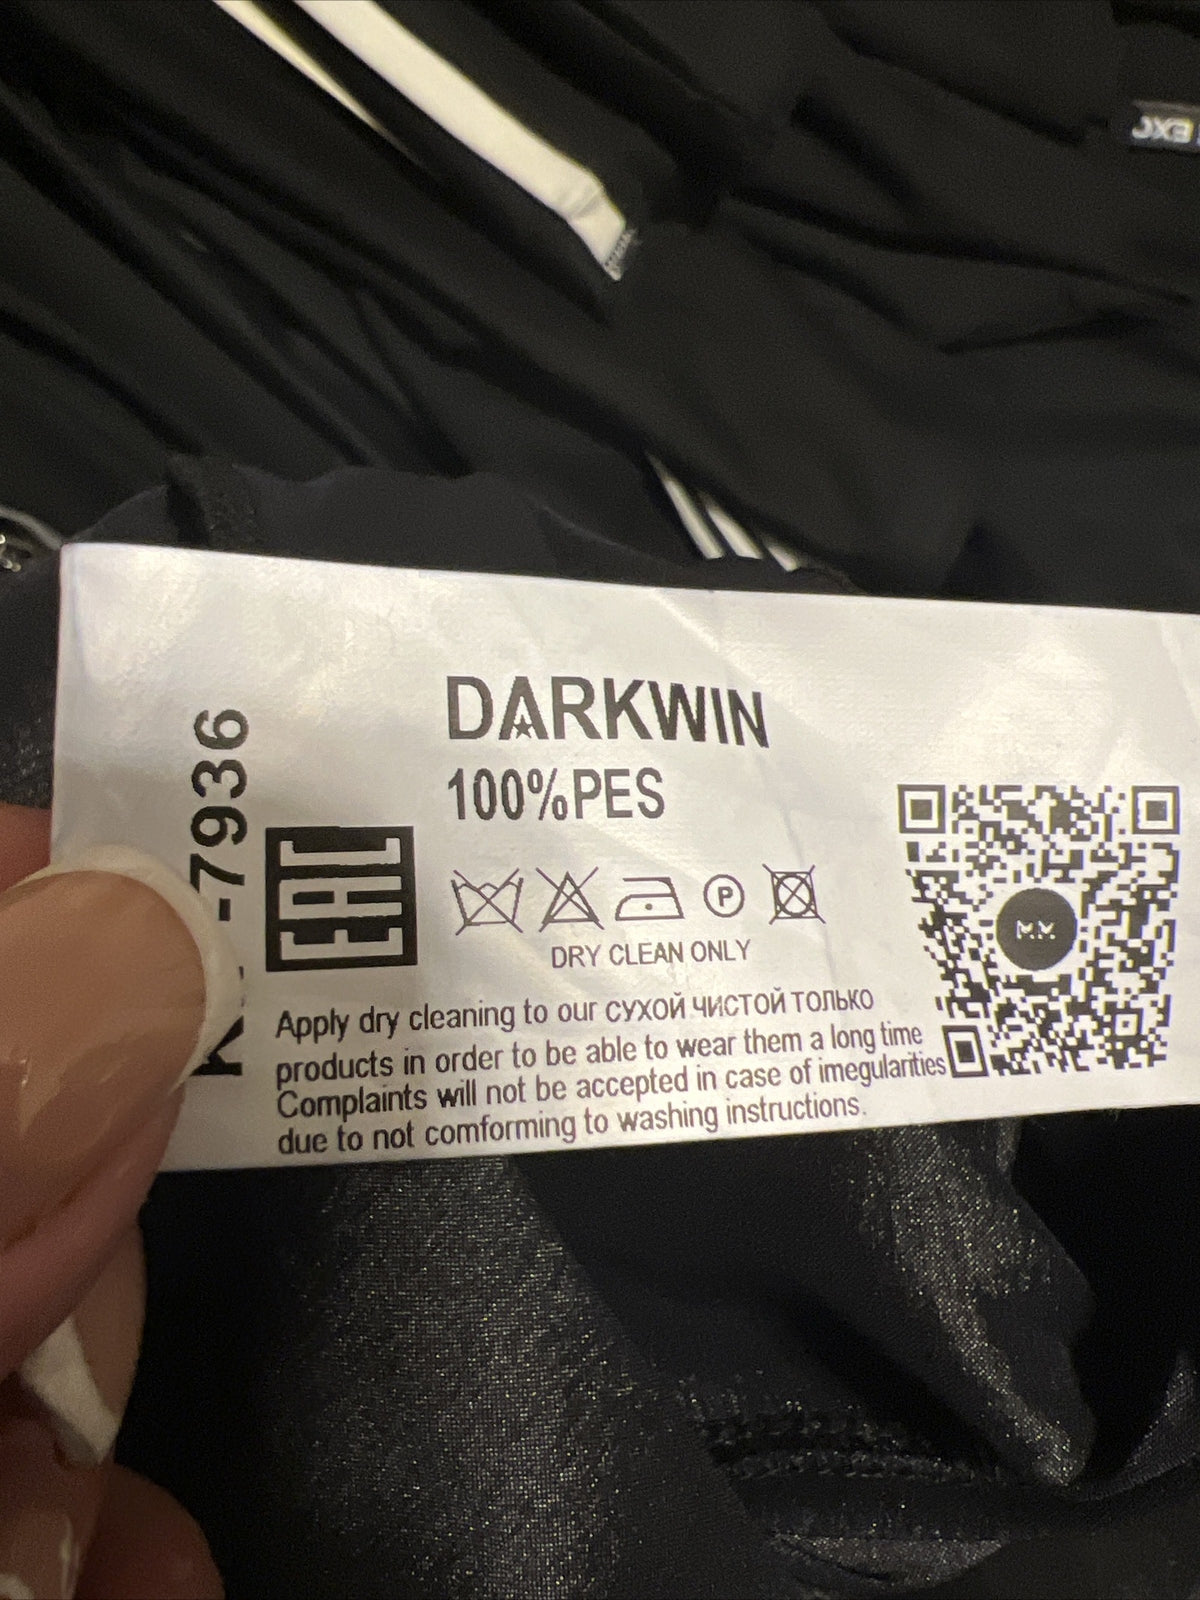 DARKWIN
100%PES
-7936
EAC
P
DRY CLEAN ONLY
Apply dry cleaning to our СУХОЙ ЧИСТОЙ ТОЛЬКО
products in order to be able to wear them a long time
Complaints will not be accepted in case of imegularities
due to not comforming to washing instructions.
M.M.
EXC